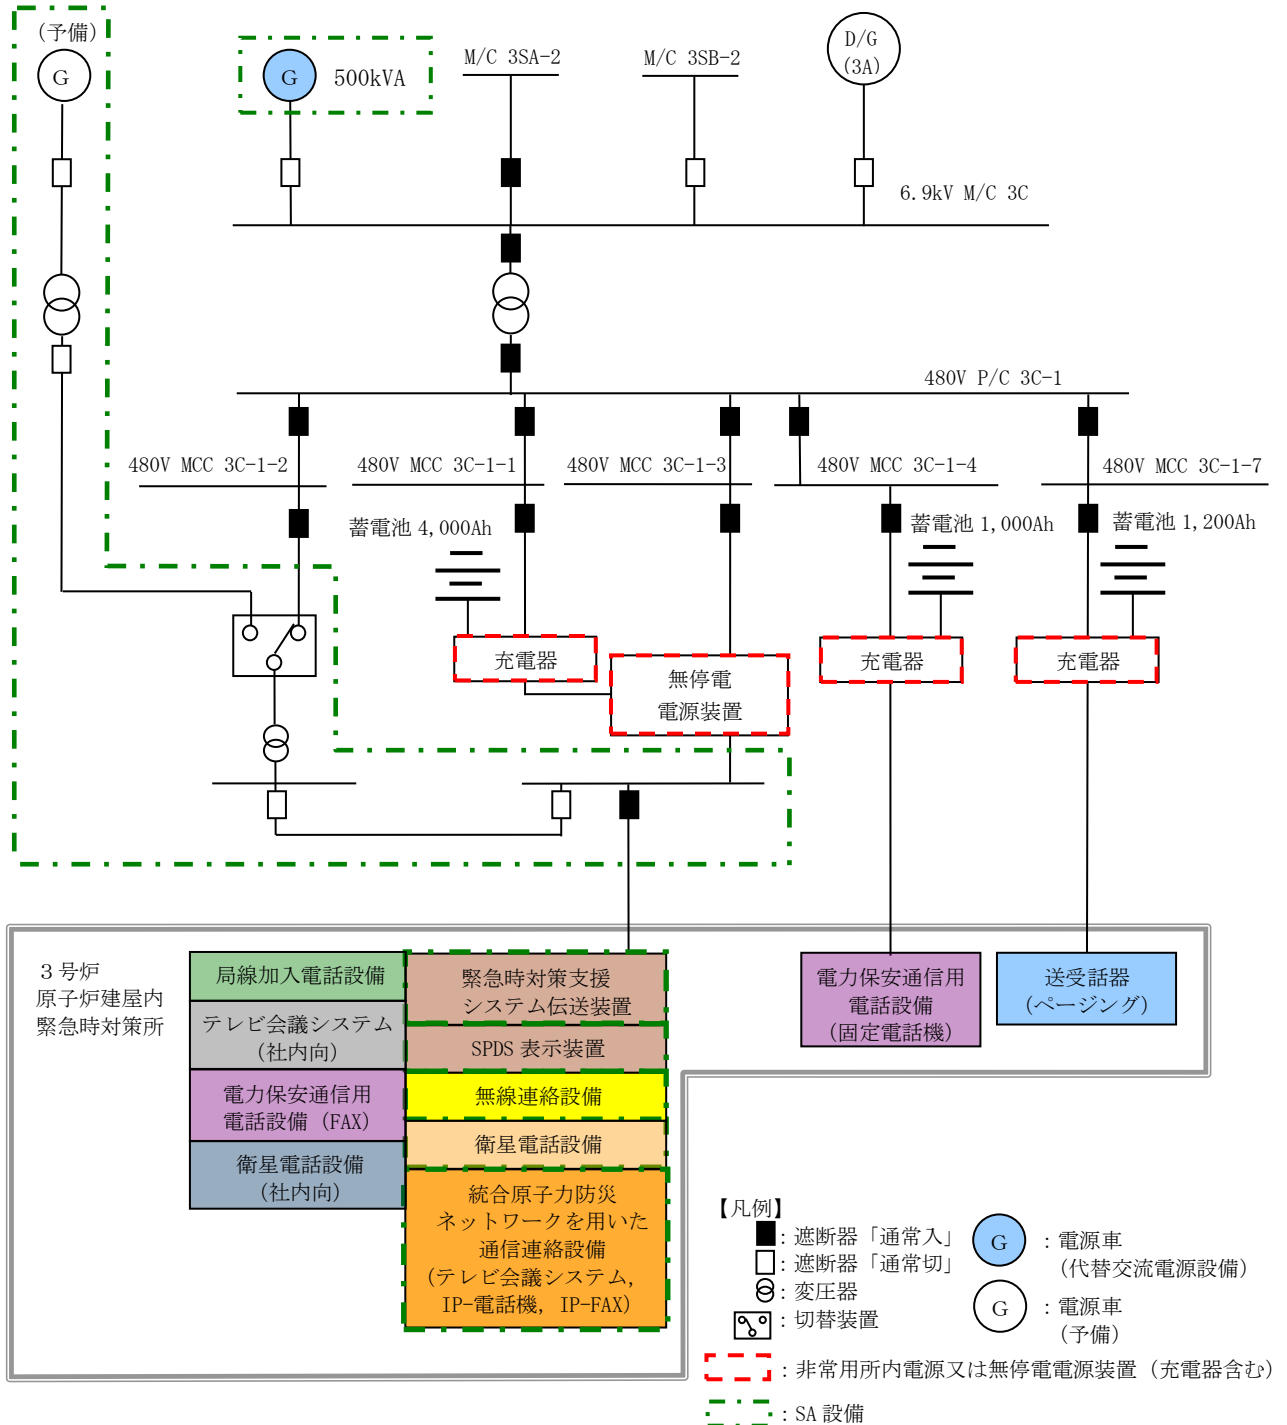 (予備)
G
G
500kVA
M/C 3SA-2
M/C 3SB-2
D/G
(3A)
6.9kV M/C 3C
480V P/C 3C-1
480V MCC 3C-1-2
480V MCC 3C-1-1
480V MCC 3C-1-3
480V MCC 3C-1-4
480V MCC 3C-1-7
蓄電池 4,000Ah
蓄電池 1,000Ah
蓄電池 1,200Ah
充電器
無停電
電源装置
充電器
充電器
3号炉
原子炉建屋内
緊急時対策所
局線加入電話設備
テレビ会議システム
(社内向)
電力保安通信用
電話設備 (FAX)
衛星電話設備
(社内向)
緊急時対策支援
システム伝送装置
SPDS 表示装置
無線連絡設備
衛星電話設備
統合原子力防災
ネットワークを用いた
通信連絡設備
(テレビ会議システム,
IP-電話機, IP-FAX)
電力保安通信用
電話設備
(固定電話機)
送受話器
(ページング)
【凡例】
:遮断器「通常入」
:遮断器「通常切」
:変圧器
:切替装置
G
:電源車
(代替交流電源設備)
G
:電源車
(予備)
:非常用所内電源又は無停電電源装置 (充電器含む)
:SA 設備